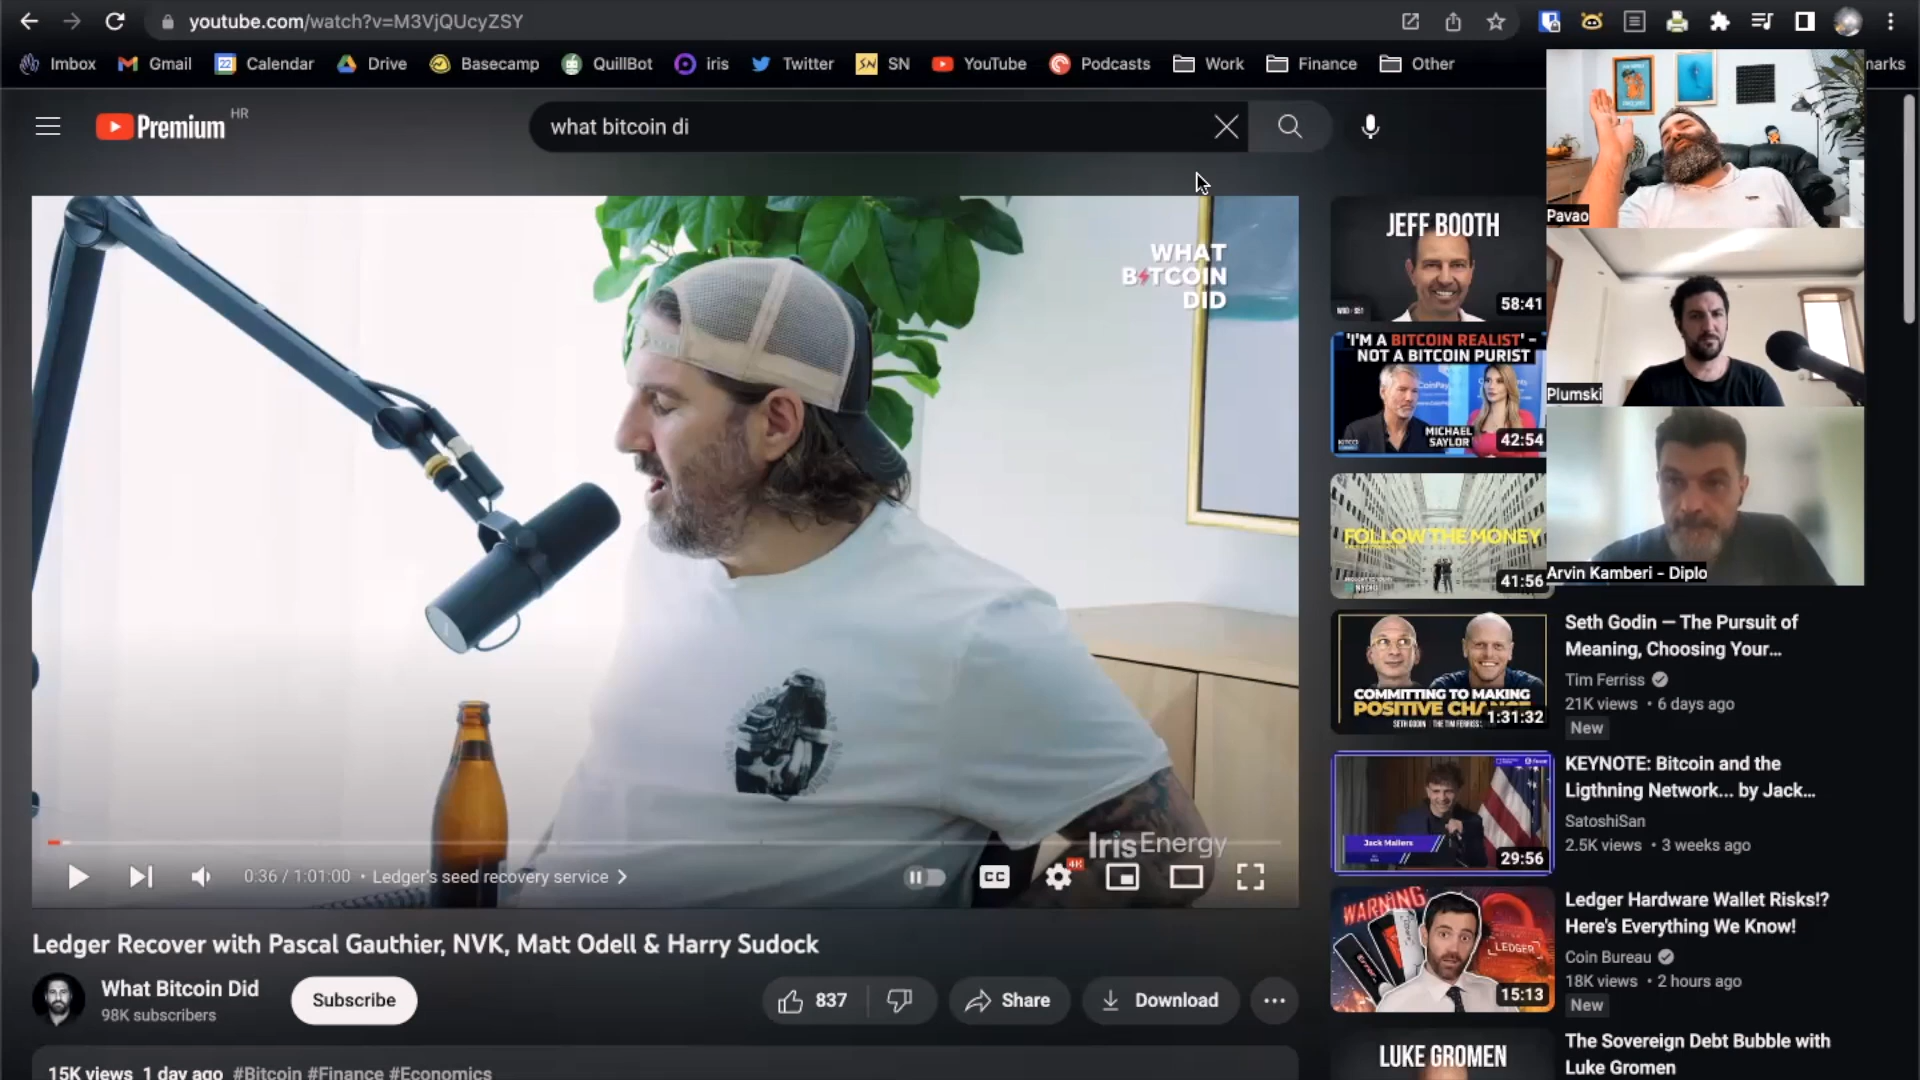 youtube.com/watch?v=M3VjQUcyZSY
Imbox Gmail Calendar Drive Basecamp QuillBot iris Twitter SN YouTube Podcasts Work Finance Other marks
Premium HR
what bitcoin di
WHAT
BITCOIN
DID
IrisEnergy
0:36 / 1:01:00 • Ledger's seed recovery service
CC
4K
Ledger Recover with Pascal Gauthier, NVK, Matt Odell & Harry Sudock
What Bitcoin Did
98K subscribers
Subscribe
837
Share
Download
15K views 1 day ago #Bitcoin #Finance #Economics
Pavao
Plumski
Arvin Kamberi - Diplo
JEFF BOOTH
58:41
'I'M A BITCOIN REALIST' -
NOT A BITCOIN PURIST
MICHAEL
SAYLOR
42:54
FOLLOW THE MONEY
41:56
COMMITTING TO MAKING
POSITIVE CHANGE
1:31:32
Seth Godin — The Pursuit of
Meaning, Choosing Your...
Tim Ferriss
21K views • 6 days ago
New
Jack Mallers
29:56
KEYNOTE: Bitcoin and the
Ligthning Network... by Jack...
SatoshiSan
2.5K views • 3 weeks ago
WARNING
Error
LEDGER
15:13
Ledger Hardware Wallet Risks!?
Here's Everything We Know!
Coin Bureau
18K views • 2 hours ago
New
LUKE GROMEN
The Sovereign Debt Bubble with
Luke Gromen